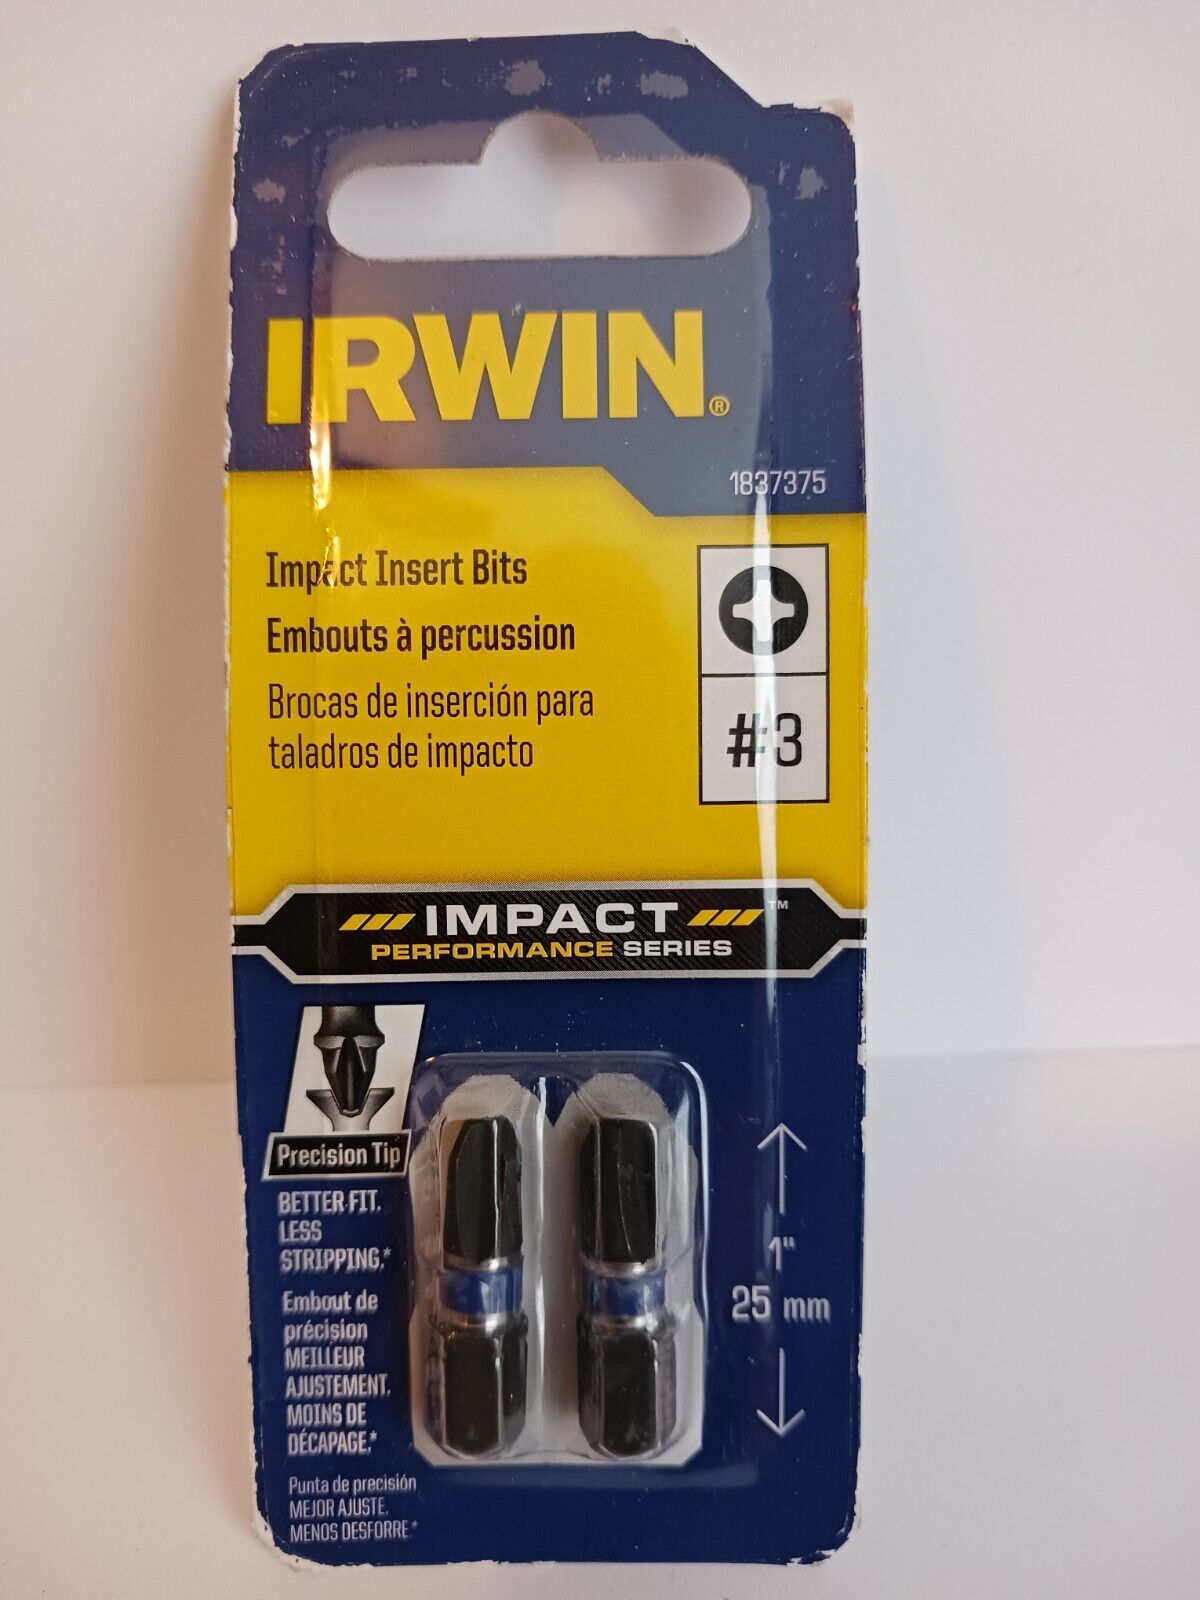 IRWIN®
1837375
Impact Insert Bits
Embouts à percussion
Brocas de inserción para
taladros de impacto
#3
IMPACT™
PERFORMANCE SERIES
Precision Tip
BETTER FIT.
LESS
STRIPPING.*
Embout de
précision
MEILLEUR
AJUSTEMENT.
MOINS DE
DÉCAPAGE.*
Punta de precisión
MEJOR AJUSTE.
MENOS DESFORRE.*
1"
25 mm